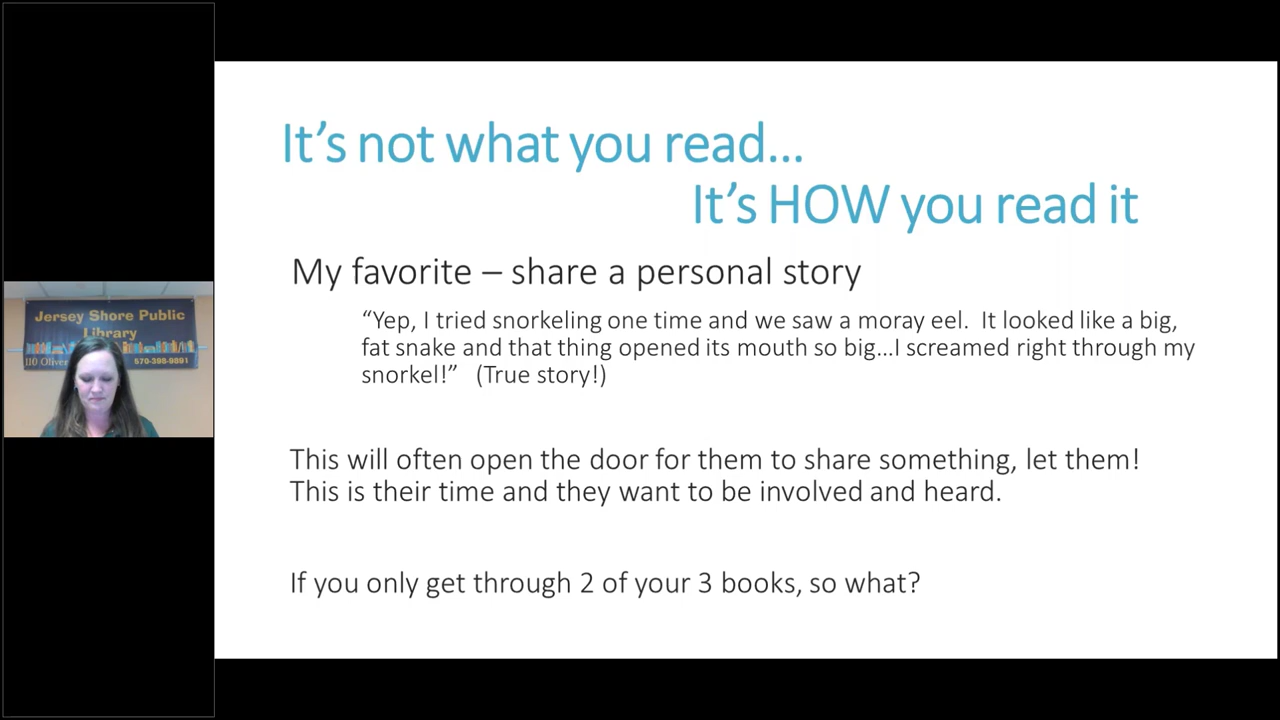 It's not what you read...
It's HOW you read it
My favorite – share a personal story
“Yep, I tried snorkeling one time and we saw a moray eel.  It looked like a big,
fat snake and that thing opened its mouth so big...I screamed right through my
snorkel!”   (True story!)
This will often open the door for them to share something, let them!
This is their time and they want to be involved and heard.
If you only get through 2 of your 3 books, so what?
Jersey Shore Public
Library
110 Oliver
570-398-9891